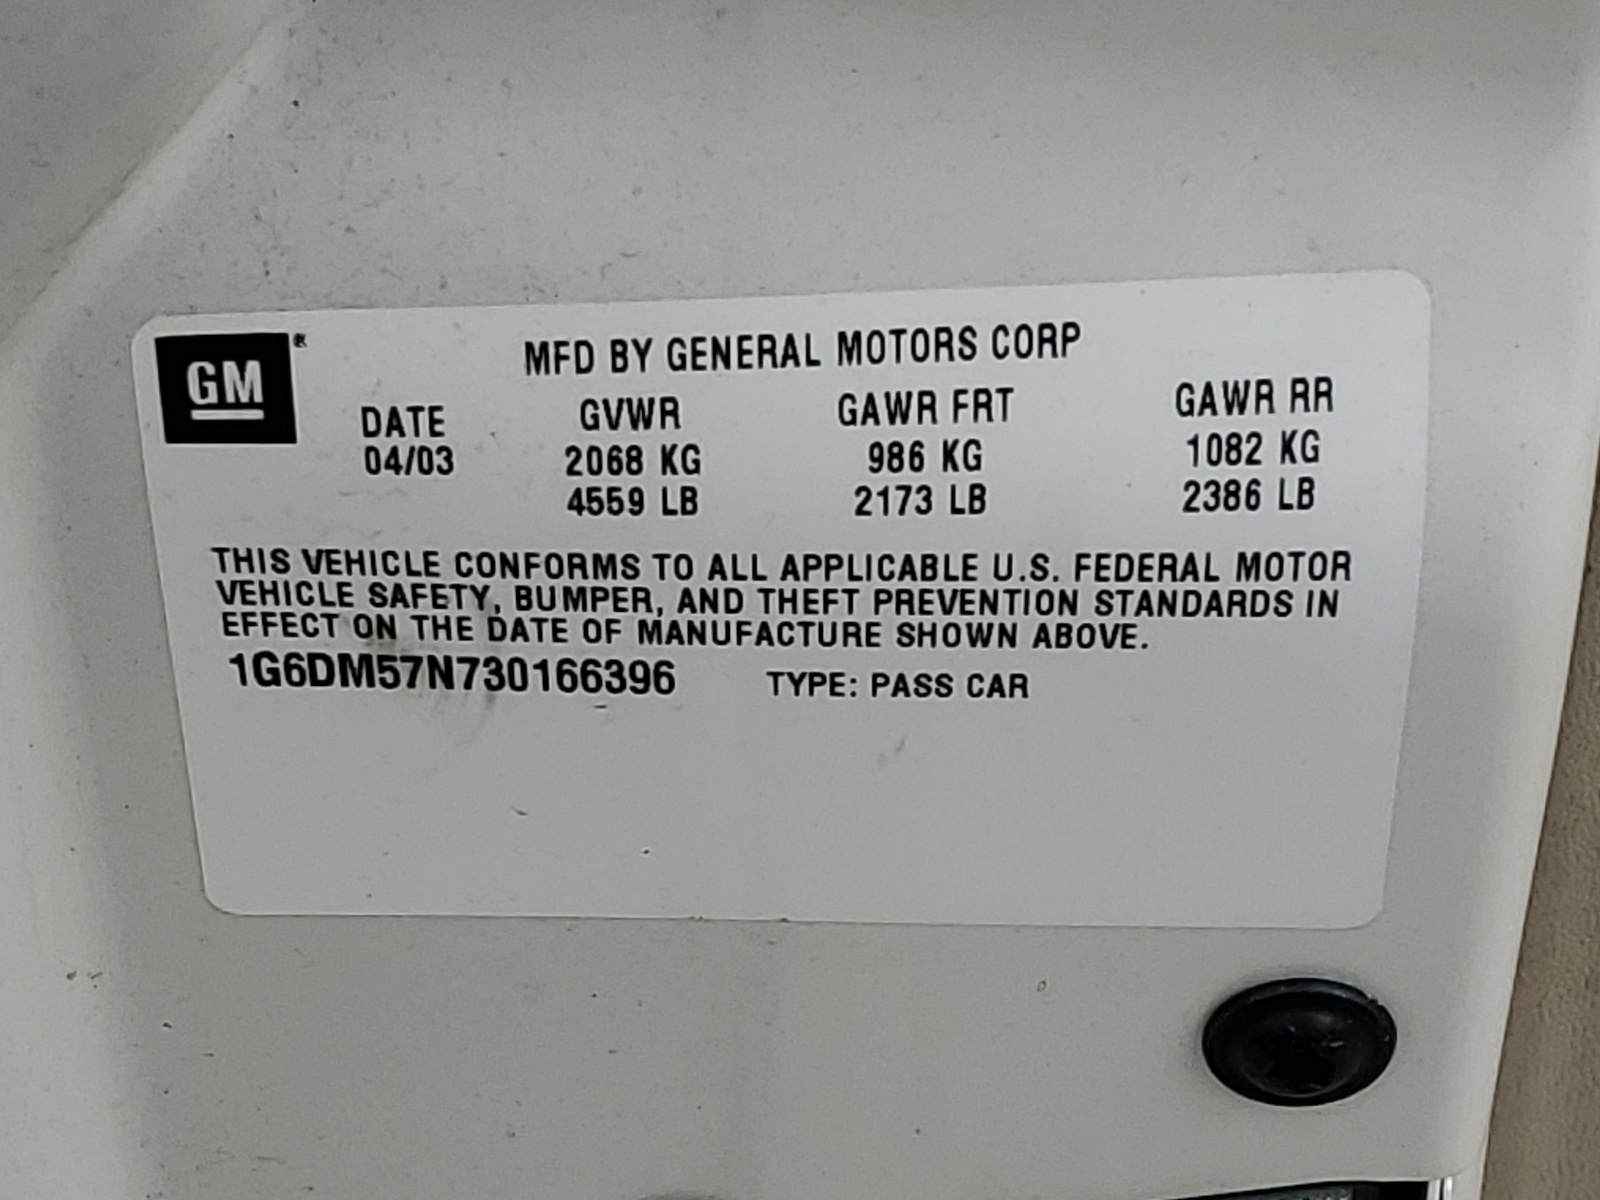 GM®
MFD BY GENERAL MOTORS CORP
DATE GVWR GAWR FRT GAWR RR
04/03 2068 KG 986 KG 1082 KG
4559 LB 2173 LB 2386 LB
THIS VEHICLE CONFORMS TO ALL APPLICABLE U.S. FEDERAL MOTOR
VEHICLE SAFETY, BUMPER, AND THEFT PREVENTION STANDARDS IN
EFFECT ON THE DATE OF MANUFACTURE SHOWN ABOVE.
1G6DM57N730166396 TYPE: PASS CAR